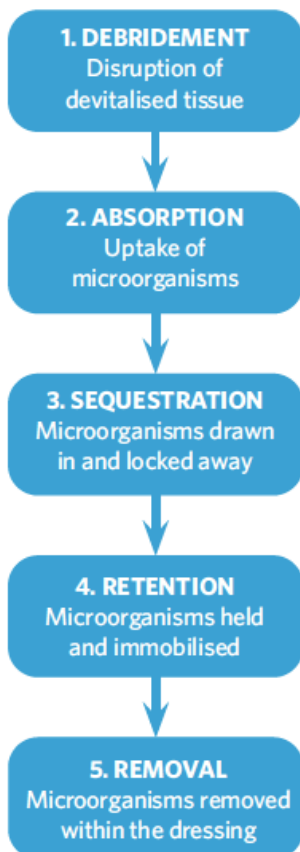 1. DEBRIDEMENT
Disruption of
devitalised tissue
2. ABSORPTION
Uptake of
microorganisms
3. SEQUESTRATION
Microorganisms drawn
in and locked away
4. RETENTION
Microorganisms held
and immobilised
5. REMOVAL
Microorganisms removed
within the dressing